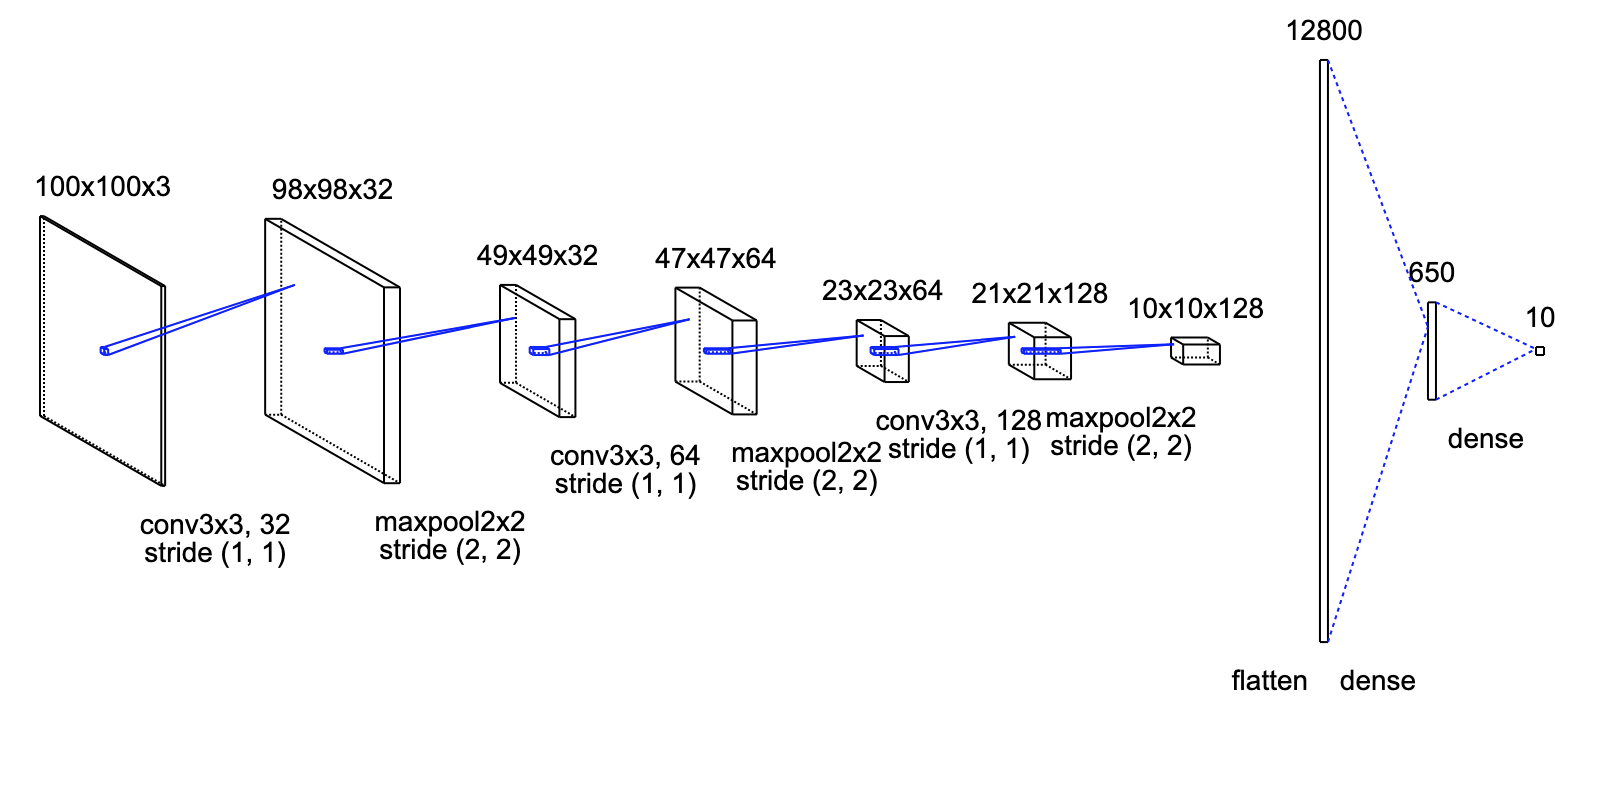 12800
100x100x3
98x98x32
49x49x32
47x47x64
23x23x64
21x21x128
10x10x128
650
10
conv3x3, 32
stride (1, 1)
maxpool2x2
stride (2, 2)
conv3x3, 64
stride (1, 1)
maxpool2x2
stride (2, 2)
conv3x3, 128
stride (1, 1)
maxpool2x2
stride (2, 2)
flatten
dense
dense